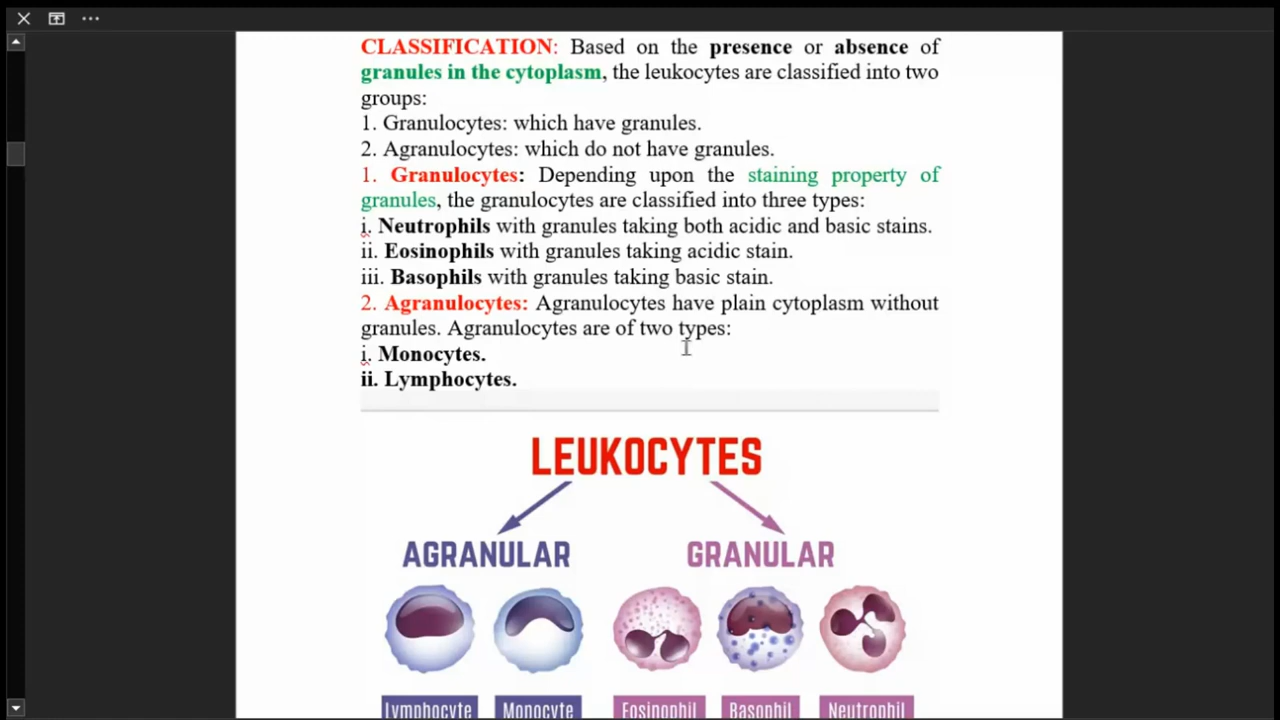 CLASSIFICATION: Based on the presence or absence of
granules in the cytoplasm, the leukocytes are classified into two
groups:
1. Granulocytes: which have granules.
2. Agranulocytes: which do not have granules.
1. Granulocytes: Depending upon the staining property of
granules, the granulocytes are classified into three types:
i. Neutrophils with granules taking both acidic and basic stains.
ii. Eosinophils with granules taking acidic stain.
iii. Basophils with granules taking basic stain.
2. Agranulocytes: Agranulocytes have plain cytoplasm without
granules. Agranulocytes are of two types:
i. Monocytes.
ii. Lymphocytes.
LEUKOCYTES
AGRANULAR GRANULAR
Lymphocyte Monocyte Eosinophil Basophil Neutrophil